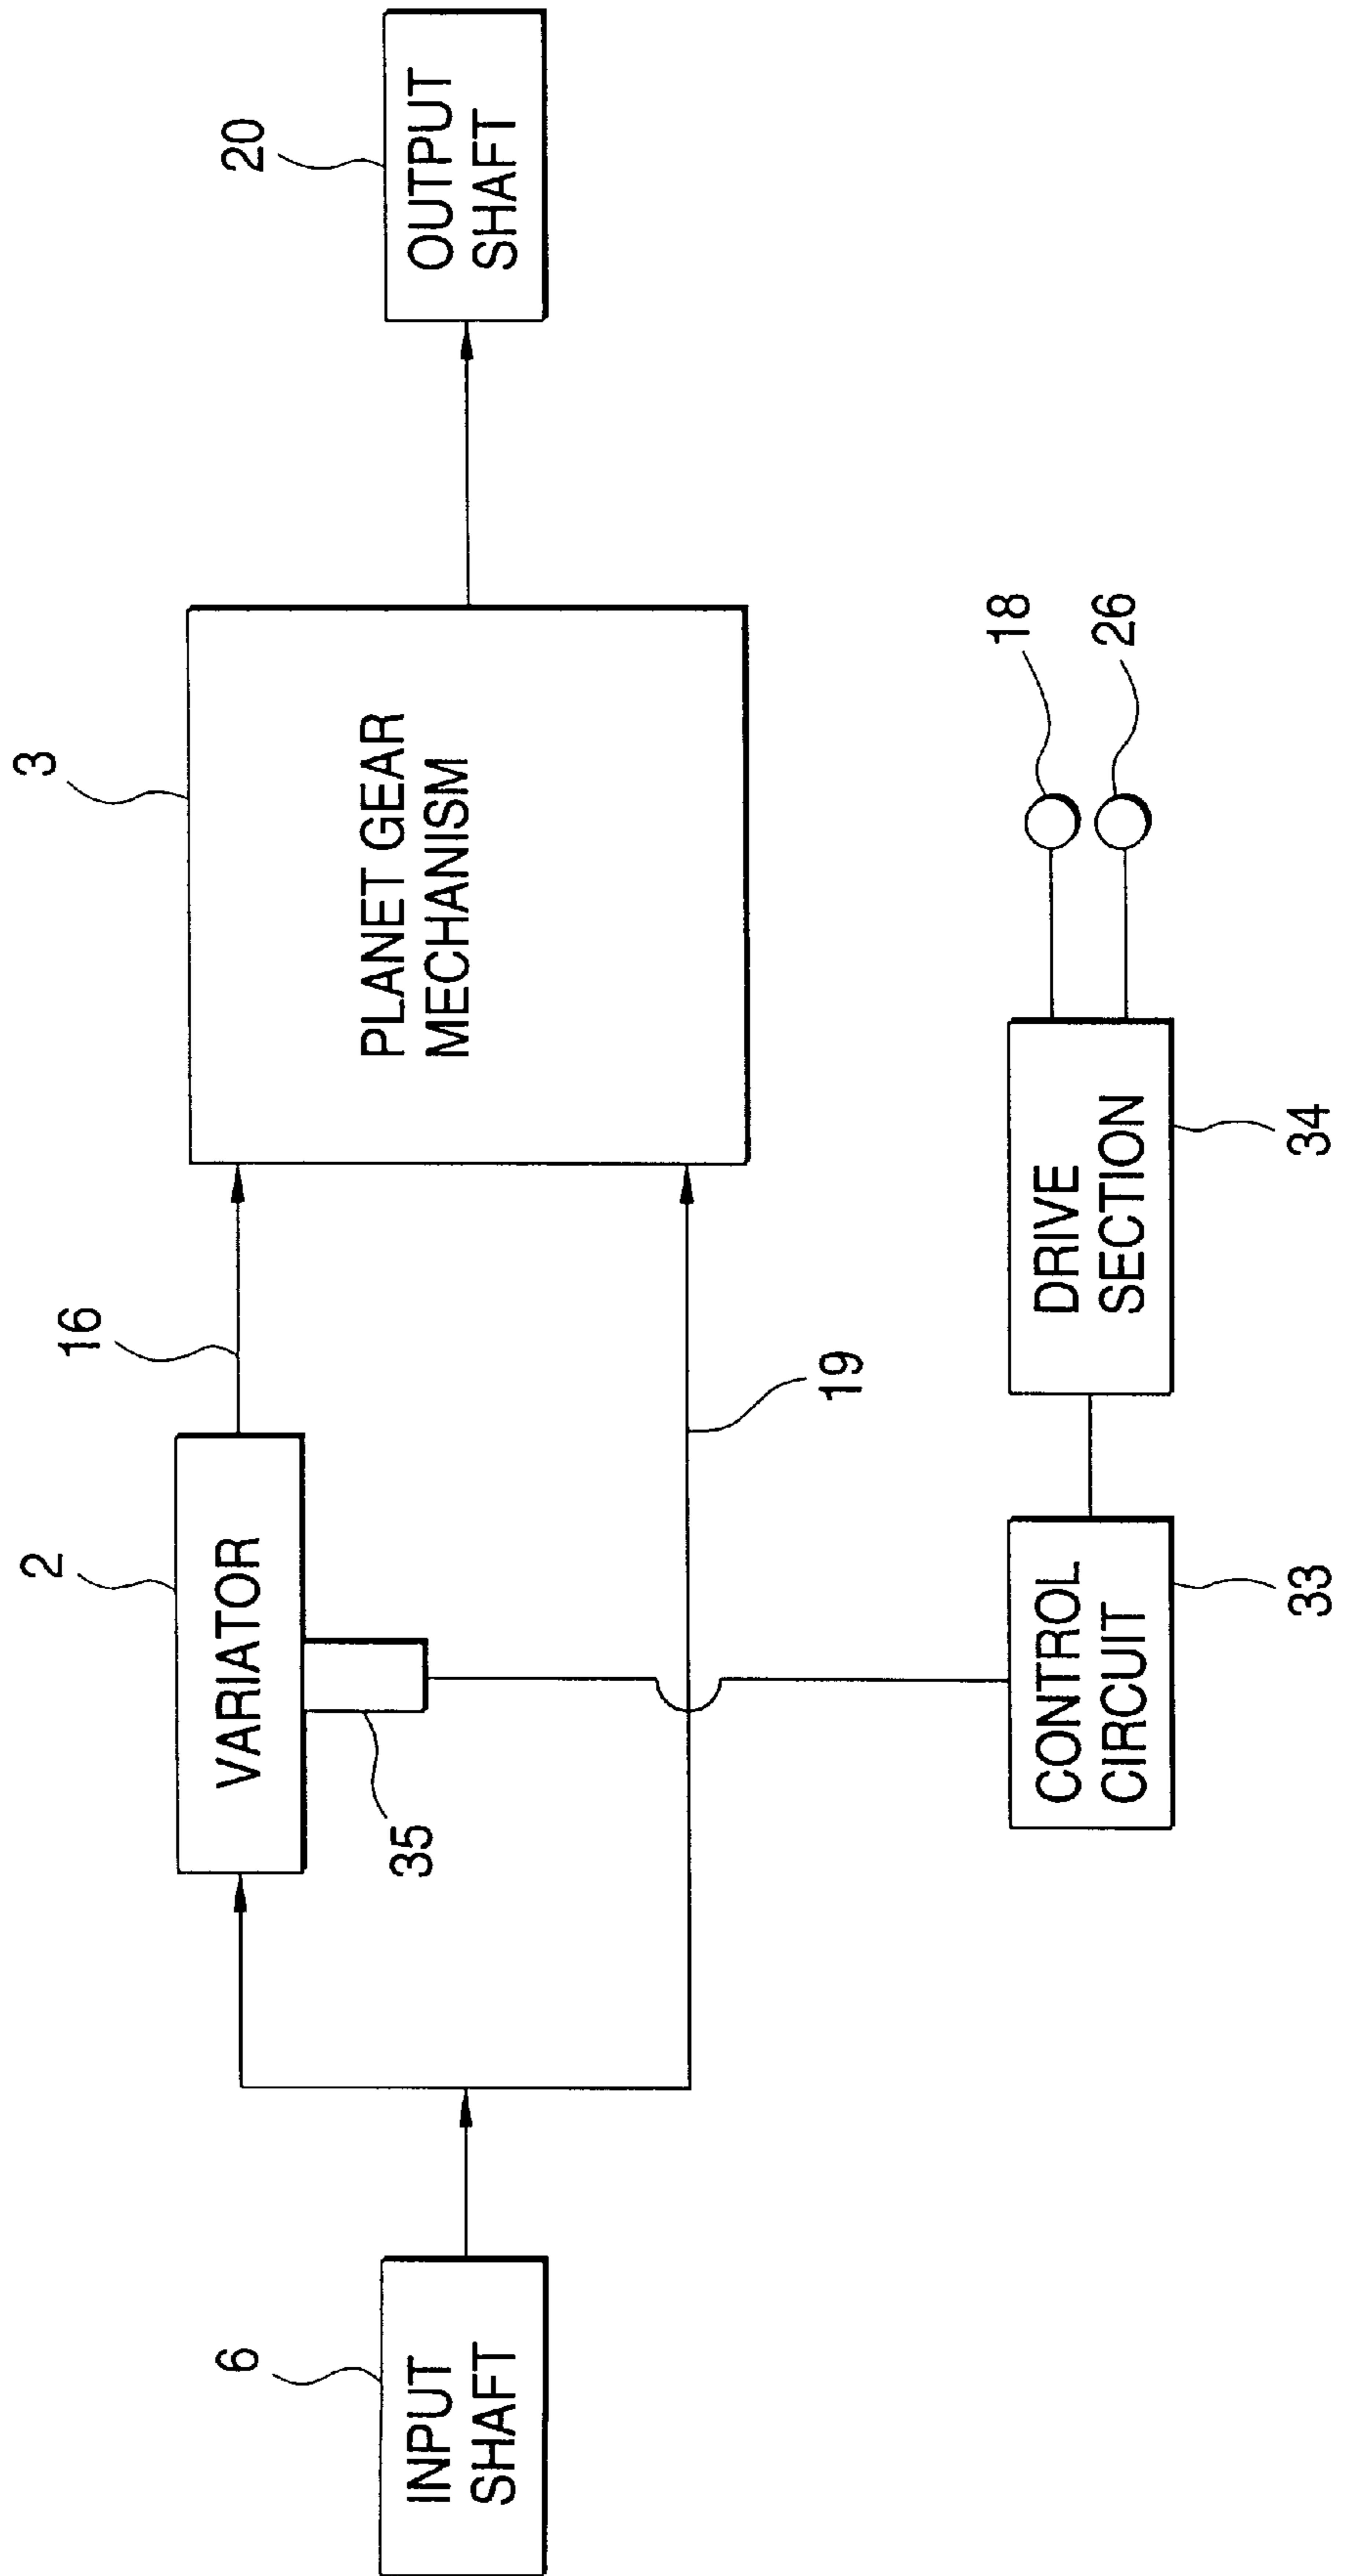 20
OUTPUT
SHAFT
3
PLANET GEAR
MECHANISM
18
26
16
2
VARIATOR
35
19
DRIVE
SECTION
34
CONTROL
CIRCUIT
33
6
INPUT
SHAFT